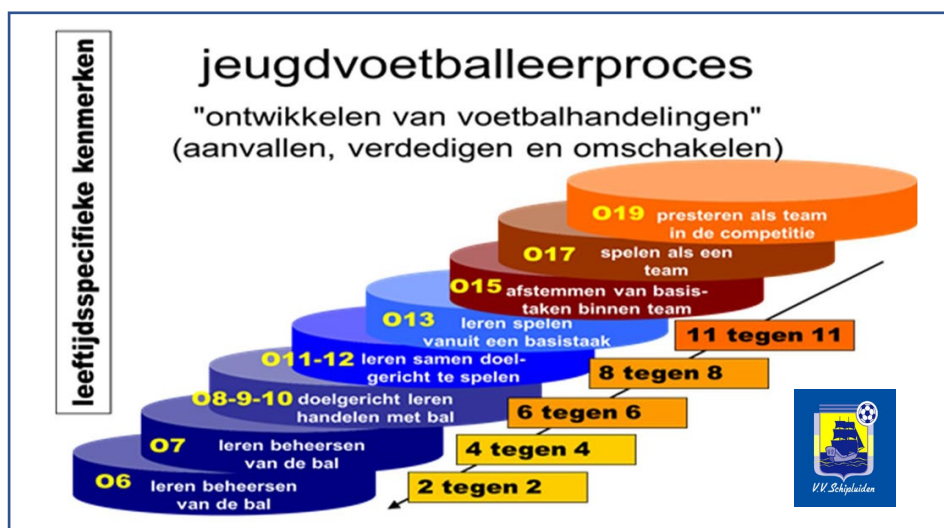 leeftijdsspecifieke kenmerken
jeugdvoetballeerproces
"ontwikkelen van voetbalhandelingen"
(aanvallen, verdedigen en omschakelen)
O19 presteren als team
in de competitie
O17 spelen als een
team
O15 afstemmen van basis-
taken binnen team
O13 leren spelen
vanuit een basistaak
O11-12 leren samen doel-
gericht te spelen
O8-9-10 doelgericht leren
handelen met bal
O7 leren beheersen
van de bal
O6 leren beheersen
van de bal
11 tegen 11
8 tegen 8
6 tegen 6
4 tegen 4
2 tegen 2
V.V. Schipluiden